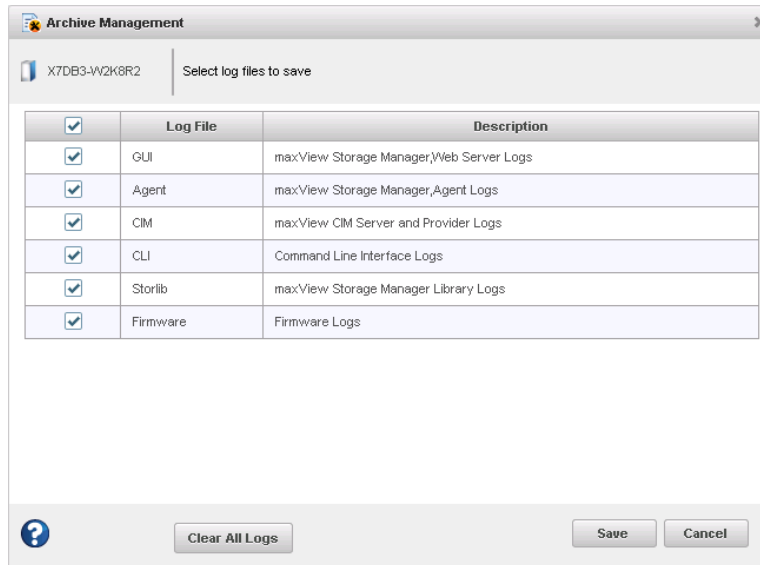 Archive Management
X7DB3-W2K8R2 Select log files to save
Log File Description
GUI maxView Storage Manager,Web Server Logs
Agent maxView Storage Manager,Agent Logs
CIM maxView CIM Server and Provider Logs
CLI Command Line Interface Logs
Storlib maxView Storage Manager Library Logs
Firmware Firmware Logs
Clear All Logs Save Cancel